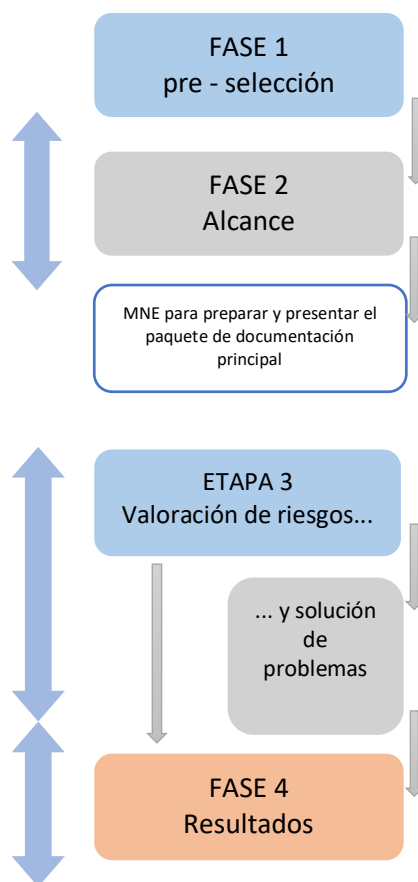 FASE 1
pre - selección
FASE 2
Alcance
MNE para preparar y presentar el
paquete de documentación
principal
ETAPA 3
Valoración de riesgos...
... y solución
de
problemas
FASE 4
Resultados